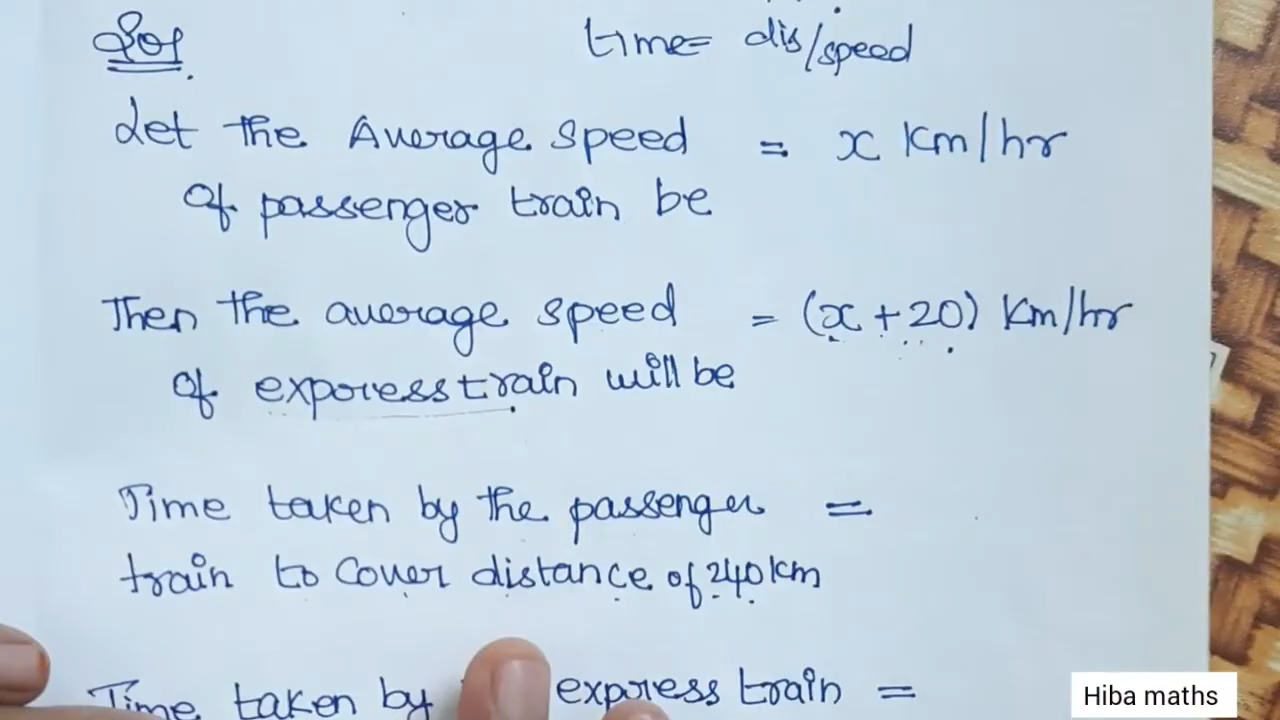 Sol.
time= dis/speed
Let the Average speed = x Km/hr
Of passenger train be
Then the average speed = (x + 20) Km/hr
of express train will be
Time taken by the passenger =
train to Cover distance of 240 km
Time taken by express train =
Hiba maths